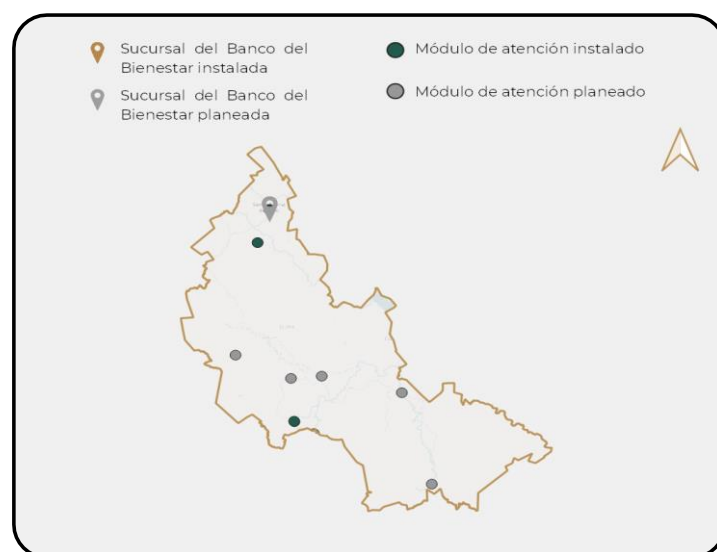 Sucursal del Banco del
Bienestar instalada
Sucursal del Banco del
Bienestar planeada
Módulo de atención instalado
Módulo de atención planeado